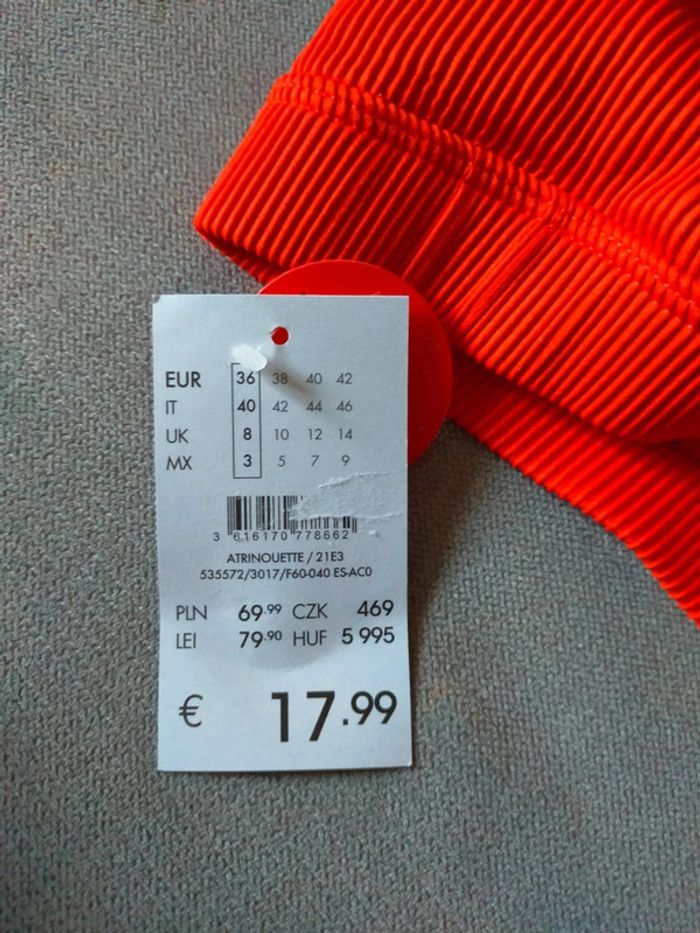 EUR 36 38 40 42
IT 40 42 44 46
UK 8 10 12 14
MX 3 5 7 9
3 616170 778662
ATRINOUETTE / 21E3
535572/3017/F60-040 ES-AC0
PLN 69.99 CZK 469
LEI 79.90 HUF 5 995
€ 17.99